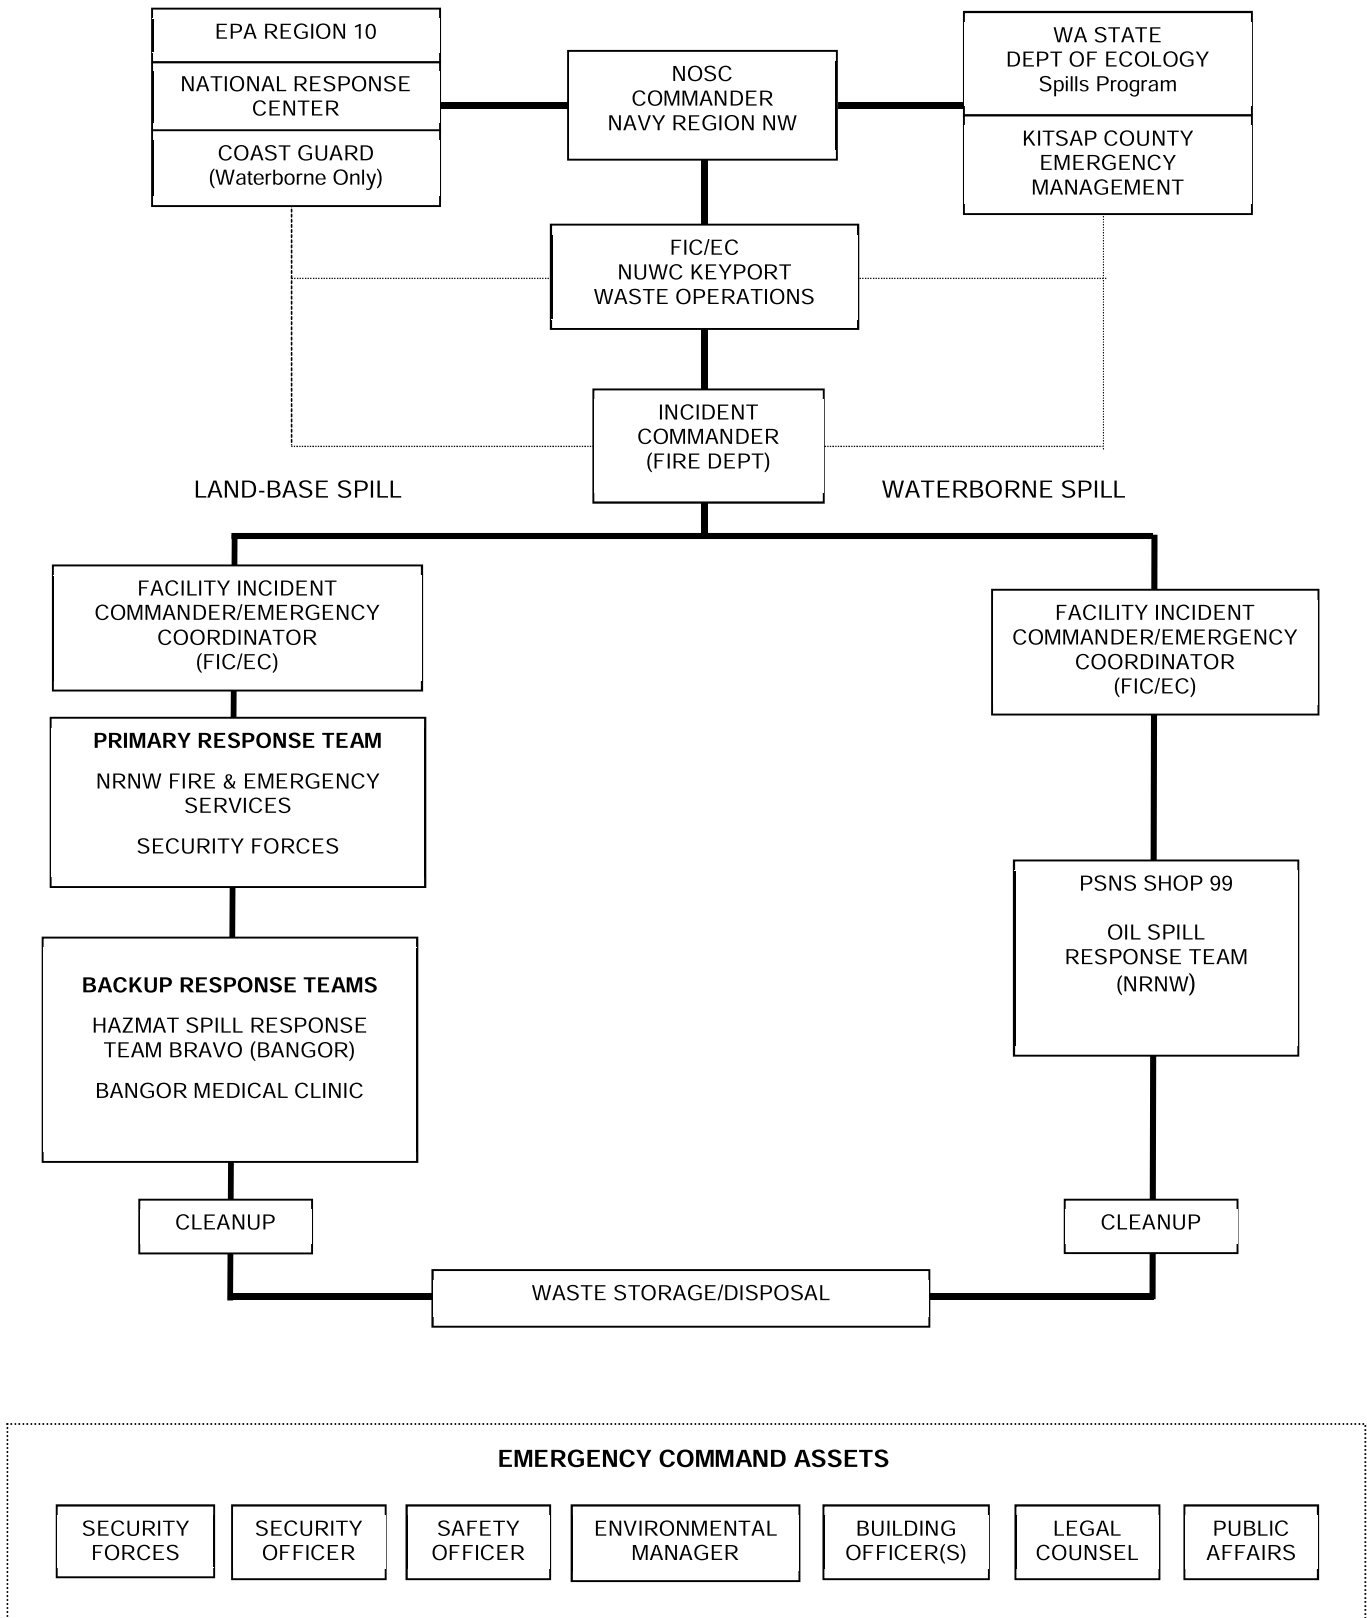 EPA REGION 10
NATIONAL RESPONSE
CENTER
COAST GUARD
(Waterborne Only)
NOSC
COMMANDER
NAVY REGION NW
WA STATE
DEPT OF ECOLOGY
Spills Program
KITSAP COUNTY
EMERGENCY
MANAGEMENT
FIC/EC
NUWC KEYPORT
WASTE OPERATIONS
INCIDENT
COMMANDER
(FIRE DEPT)
LAND-BASE SPILL
WATERBORNE SPILL
FACILITY INCIDENT
COMMANDER/EMERGENCY
COORDINATOR
(FIC/EC)
PRIMARY RESPONSE TEAM
NRNW FIRE & EMERGENCY
SERVICES
SECURITY FORCES
BACKUP RESPONSE TEAMS
HAZMAT SPILL RESPONSE
TEAM BRAVO (BANGOR)
BANGOR MEDICAL CLINIC
CLEANUP
FACILITY INCIDENT
COMMANDER/EMERGENCY
COORDINATOR
(FIC/EC)
PSNS SHOP 99
OIL SPILL
RESPONSE TEAM
(NRNW)
CLEANUP
WASTE STORAGE/DISPOSAL
EMERGENCY COMMAND ASSETS
SECURITY
FORCES
SECURITY
OFFICER
SAFETY
OFFICER
ENVIRONMENTAL
MANAGER
BUILDING
OFFICER(S)
LEGAL
COUNSEL
PUBLIC
AFFAIRS